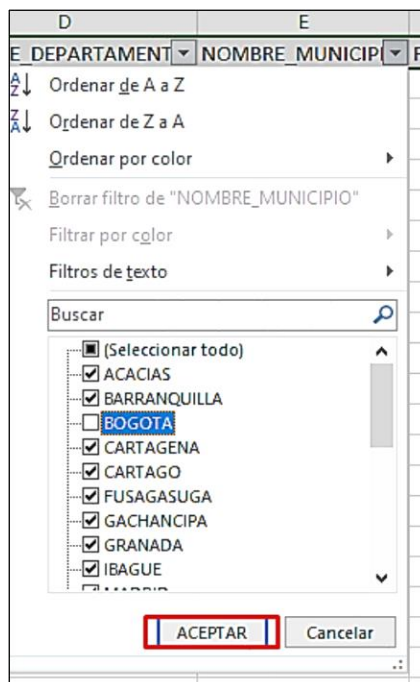 D E
E_DEPARTAMENT NOMBRE_MUNICIPI
Ordenar de A a Z
Ordenar de Z a A
Ordenar por color
Borrar filtro de "NOMBRE_MUNICIPIO"
Filtrar por color
Filtros de texto
Buscar
(Seleccionar todo)
ACACIAS
BARRANQUILLA
BOGOTA
CARTAGENA
CARTAGO
FUSAGASUGA
GACHANCIPA
GRANADA
IBAGUE
ACEPTAR Cancelar